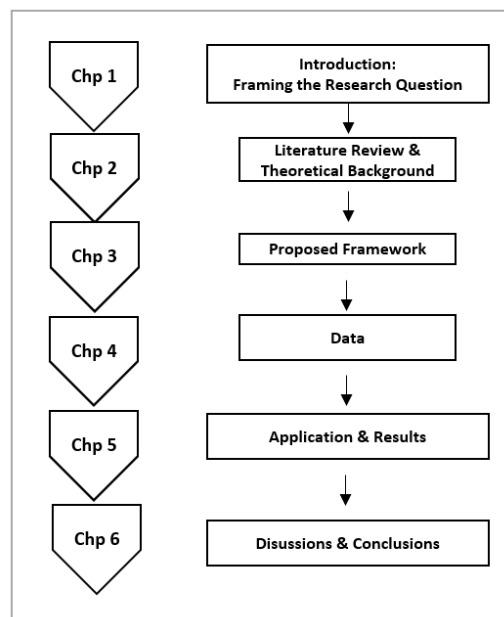 Chp 1
Introduction:
Framing the Research Question
Chp 2
Literature Review &
Theoretical Background
Chp 3
Proposed Framework
Chp 4
Data
Chp 5
Application & Results
Chp 6
Disussions & Conclusions